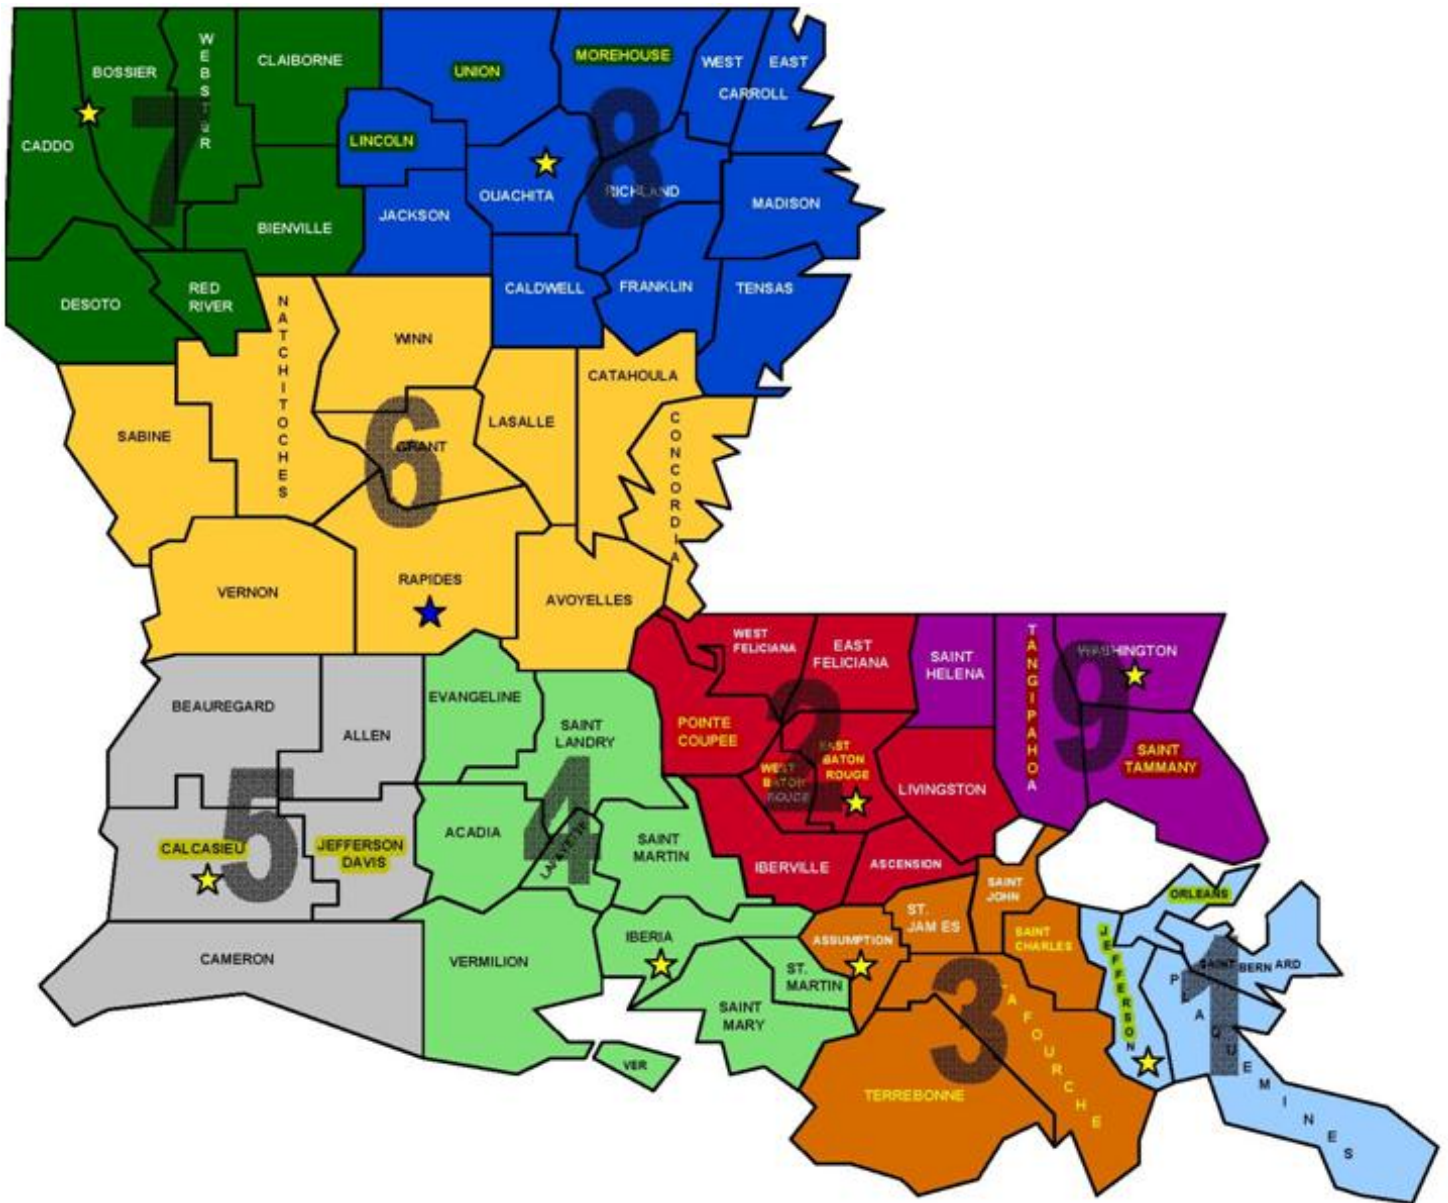 WEBSTER
CLAIBORNE
BOSSIER
UNION
MOREHOUSE
WEST
EAST
CARROLL
CADDO
7
LINCOLN
8
OUACHITA
RICHLAND
JACKSON
MADISON
BIENVILLE
DESOTO
RED
RIVER
CALDWELL
FRANKLIN
TENSAS
NATCHITOCHES
WINN
CATAHOULA
SABINE
6
GRANT
LASALLE
CONCORDIA
VERNON
RAPIDES
AVOYELLES
WEST
FELICIANA
EAST
FELICIANA
SAINT
HELENA
TANGIPAHOA
WASHINGTON
9
BEAUREGARD
ALLEN
EVANGELINE
SAINT
LANDRY
POINTE
COUPEE
2
WEST
BATON
ROUGE
EAST
BATON
ROUGE
LIVINGSTON
SAINT
TAMMANY
CALCASIEU
5
JEFFERSON
DAVIS
ACADIA
4
LAFAYETTE
SAINT
MARTIN
IBERVILLE
ASCENSION
SAINT
JOHN
ST.
JAMES
SAINT
CHARLES
ORLEANS
CAMERON
VERMILION
IBERIA
ST.
MARTIN
SAINT
MARY
VER
ASSUMPTION
3
LAFOURCHE
TERREBONNE
JEFFERSON
1
SAINT BERNARD
PLAQUEMINES